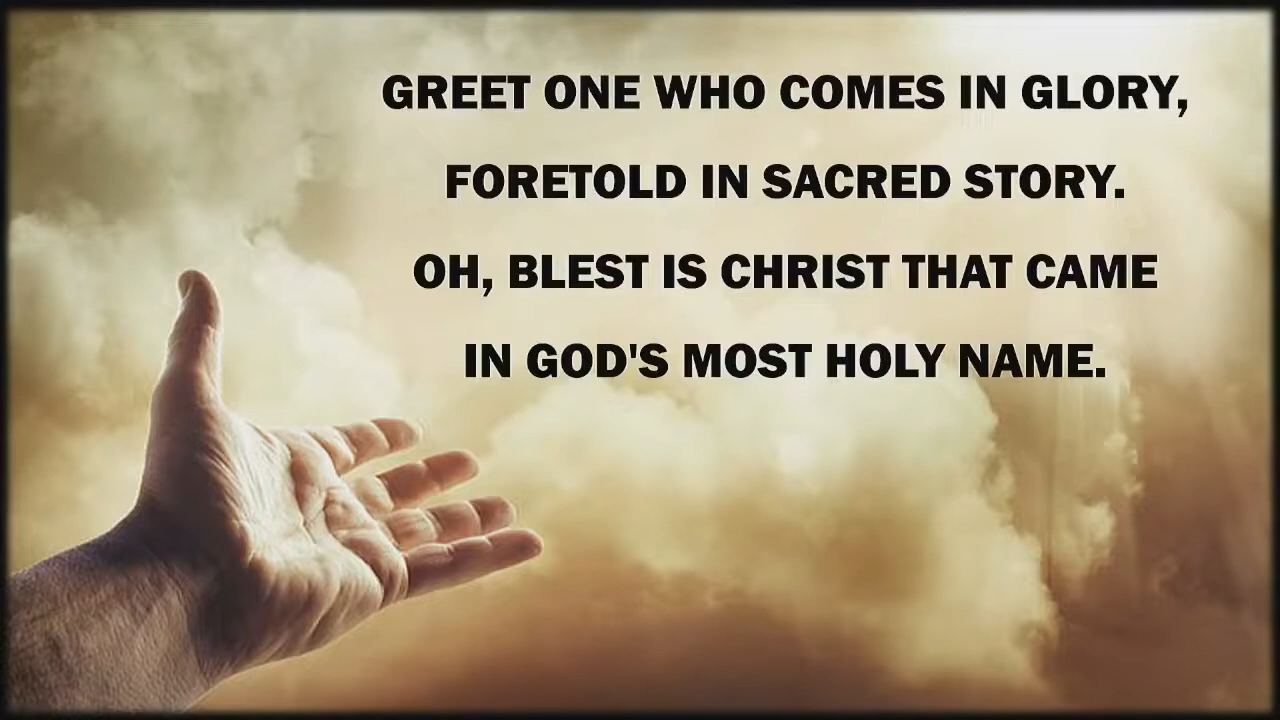 GREET ONE WHO COMES IN GLORY,
FORETOLD IN SACRED STORY.
OH, BLEST IS CHRIST THAT CAME
IN GOD'S MOST HOLY NAME.